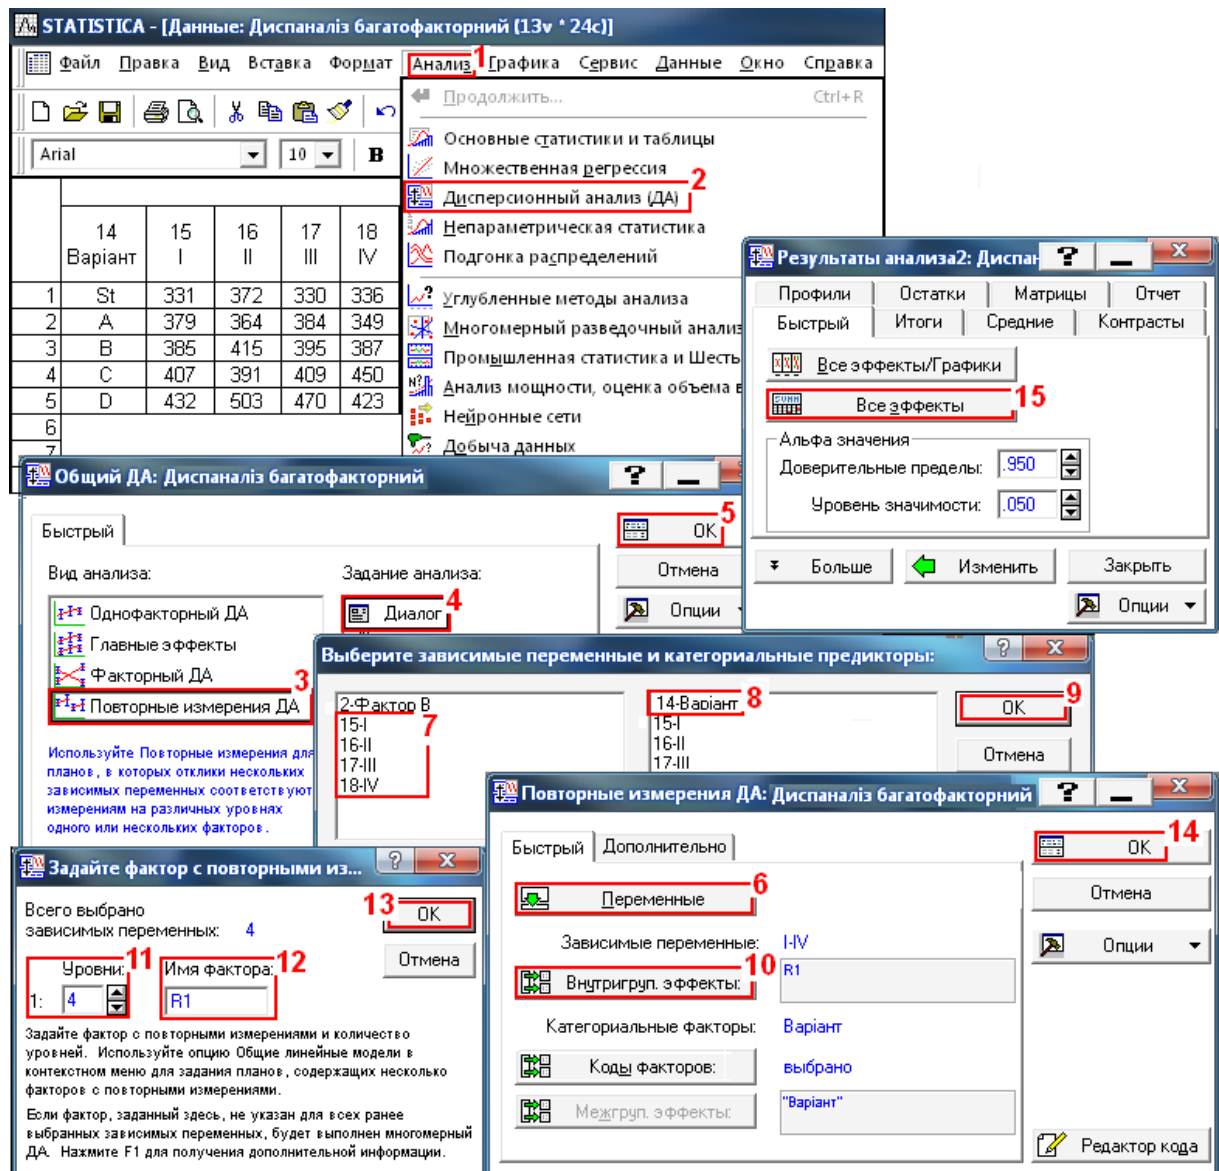 STATISTICA - [Данные: Диспаналіз багатофакторний (13v * 24c)]
Файл Правка Вид Вставка Формат Анализ Графика Сервис Данные Окно Справка
1
Продолжить... Ctrl+R
Основные статистики и таблицы
Arial 10 B
Множественная регрессия
2
Дисперсионный анализ (ДА)
Непараметрическая статистика
Подгонка распределений
Углубленные методы анализа
Многомерный разведочный анализ
Промышленная статистика и Шесть
Анализ мощности, оценка объема в
Нейронные сети
Добыча данных
14 15 16 17 18
Варіант I II III IV
1 St 331 372 330 336
2 A 379 364 384 349
3 B 385 415 395 387
4 C 407 391 409 450
5 D 432 503 470 423
6
7
Результаты анализа2: Диспан
Профили Остатки Матрицы Отчет
Быстрый Итоги Средние Контрасты
Все эффекты/Графики
Все эффекты 15
Альфа значения
Доверительные пределы: .950
Уровень значимости: .050
Больше Изменить Закрыть
Опции
Общий ДА: Диспаналіз багатофакторний
Быстрый
OK 5
Вид анализа: Задание анализа: Отмена
Однофакторный ДА Диалог 4 Опции
Главные эффекты
Факторный ДА
3
Повторные измерения ДА
Используйте Повторные измерения для
планов, в которых отклики нескольких
зависимых переменных соответствуют
измерениям на различных уровнях
одного или нескольких факторов.
Выберите зависимые переменные и категориальные предикторы:
2-Фактор В 14-Варіант 8 OK 9
15-I 7 15-I
16-II 16-II
17-III 17-III Отмена
18-IV
Повторные измерения ДА: Диспаналіз багатофакторний
Быстрый Дополнительно OK 14
Переменные 6 Отмена
Зависимые переменные: I-IV Опции
Внутригруп. эффекты: 10 R1
Категориальные факторы: Варіант
Коды факторов: выбрано
Межгруп. эффекты: "Варіант"
Редактор кода
Задайте фактор с повторными из...
Всего выбрано 13 OK
зависимых переменных: 4
Уровни: 11 Имя фактора: 12 Отмена
1: 4 R1
Задайте фактор с повторными измерениями и количество
уровней. Используйте опцию Общие линейные модели в
контекстном меню для задания планов, содержащих несколько
факторов с повторными измерениями.
Если фактор, заданный здесь, не указан для всех ранее
выбранных зависимых переменных, будет выполнен многомерный
ДА. Нажмите F1 для получения дополнительной информации.